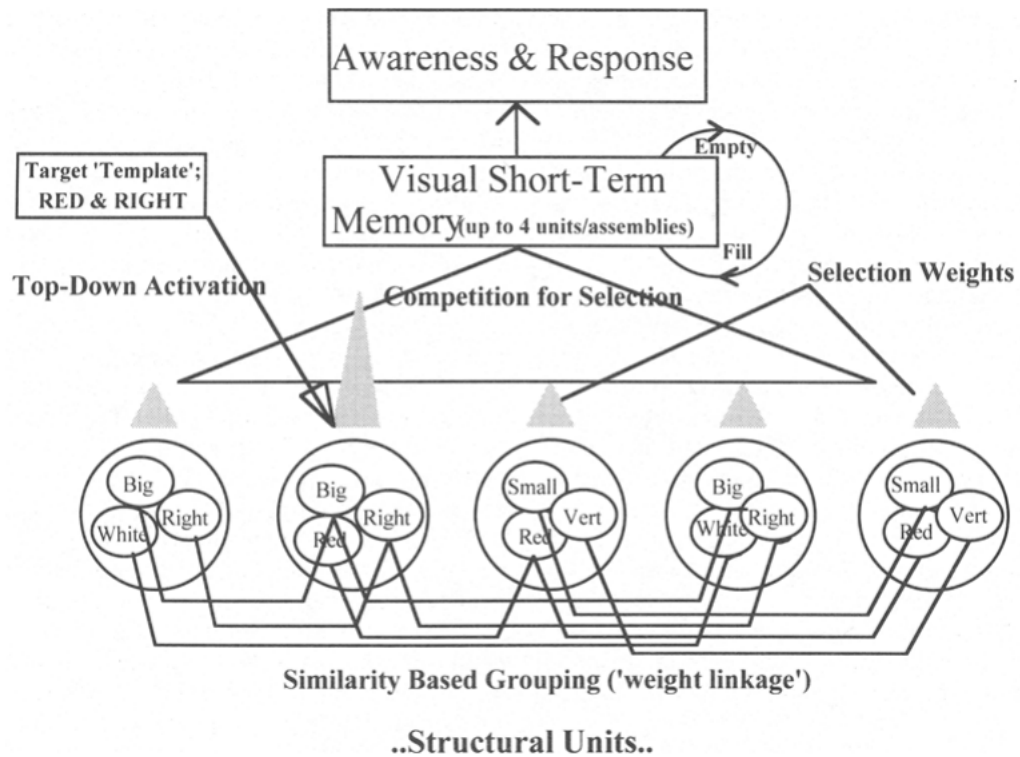 Awareness & Response
Empty
Target 'Template';
RED & RIGHT
Visual Short-Term
Memory(up to 4 units/assemblies)
Fill
Top-Down Activation
Competition for Selection
Selection Weights
Big
Right
White
Big
Right
Red
Small
Vert
Red
Big
Right
White
Small
Vert
Red
Similarity Based Grouping ('weight linkage')
..Structural Units..